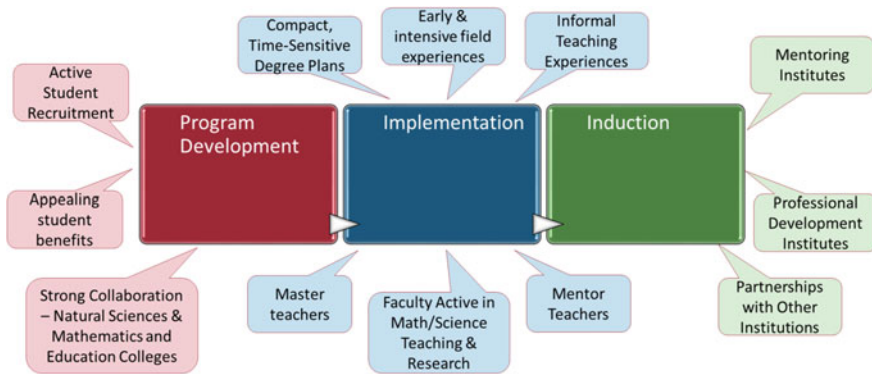 Compact,
Time-Sensitive
Degree Plans
Early &
intensive field
experiences
Informal
Teaching
Experiences
Mentoring
Institutes
Active
Student
Recruitment
Program
Development
Implementation
Induction
Appealing
student
benefits
Professional
Development
Institutes
Strong Collaboration
– Natural Sciences &
Mathematics and
Education Colleges
Master
teachers
Faculty Active in
Math/Science
Teaching &
Research
Mentor
Teachers
Partnerships
with Other
Institutions